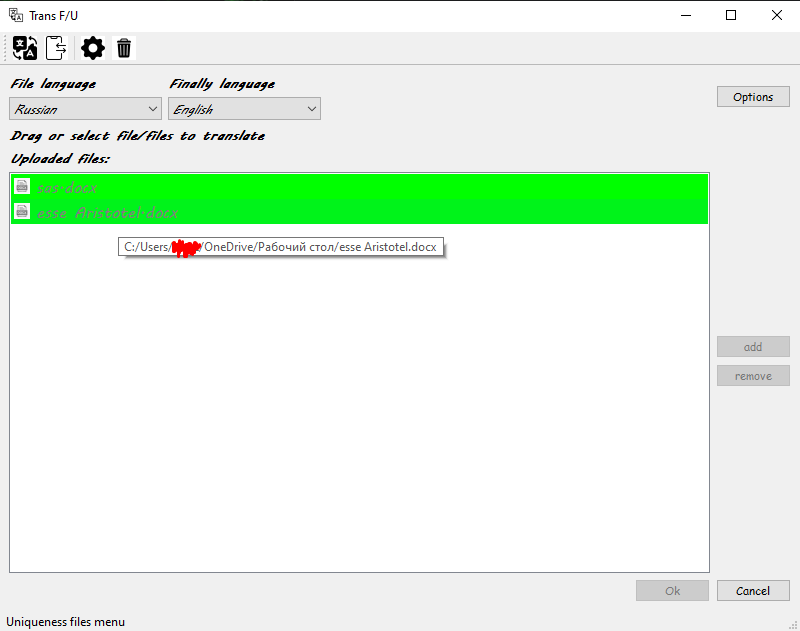 Trans F/U
File language Finally language
Russian English
Options
Drag or select file/files to translate
Uploaded files:
sas.docx
esse Aristotel.docx
C:/Users/ /OneDrive/Рабочий стол/esse Aristotel.docx
add
remove
Ok Cancel
Uniqueness files menu